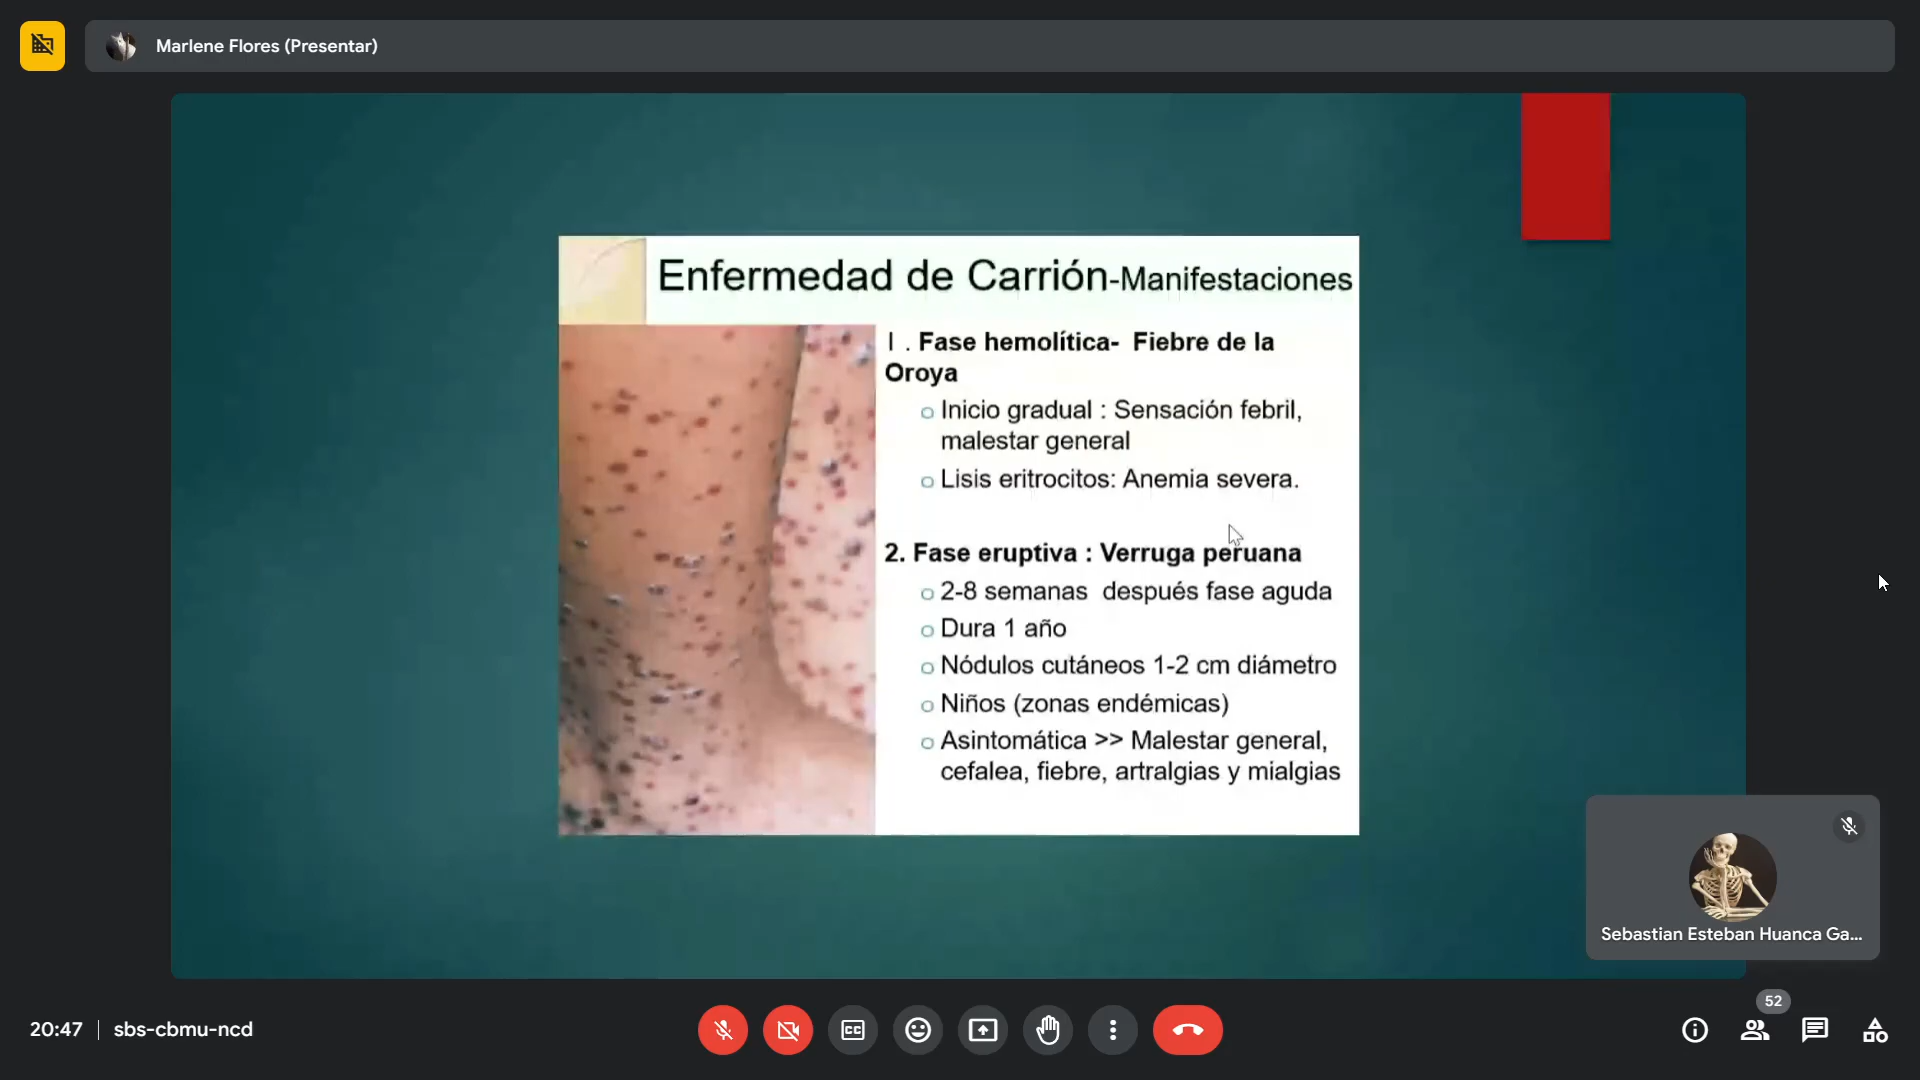 Marlene Flores (Presentar)
Enfermedad de Carrión-Manifestaciones
1 . Fase hemolítica- Fiebre de la
Oroya
o Inicio gradual : Sensación febril,
malestar general
o Lisis eritrocitos: Anemia severa.
2. Fase eruptiva : Verruga peruana
o 2-8 semanas después fase aguda
o Dura 1 año
o Nódulos cutáneos 1-2 cm diámetro
o Niños (zonas endémicas)
o Asintomática >> Malestar general,
cefalea, fiebre, artralgias y mialgias
Sebastian Esteban Huanca Ga...
52
20:47 | sbs-cbmu-ncd
CC